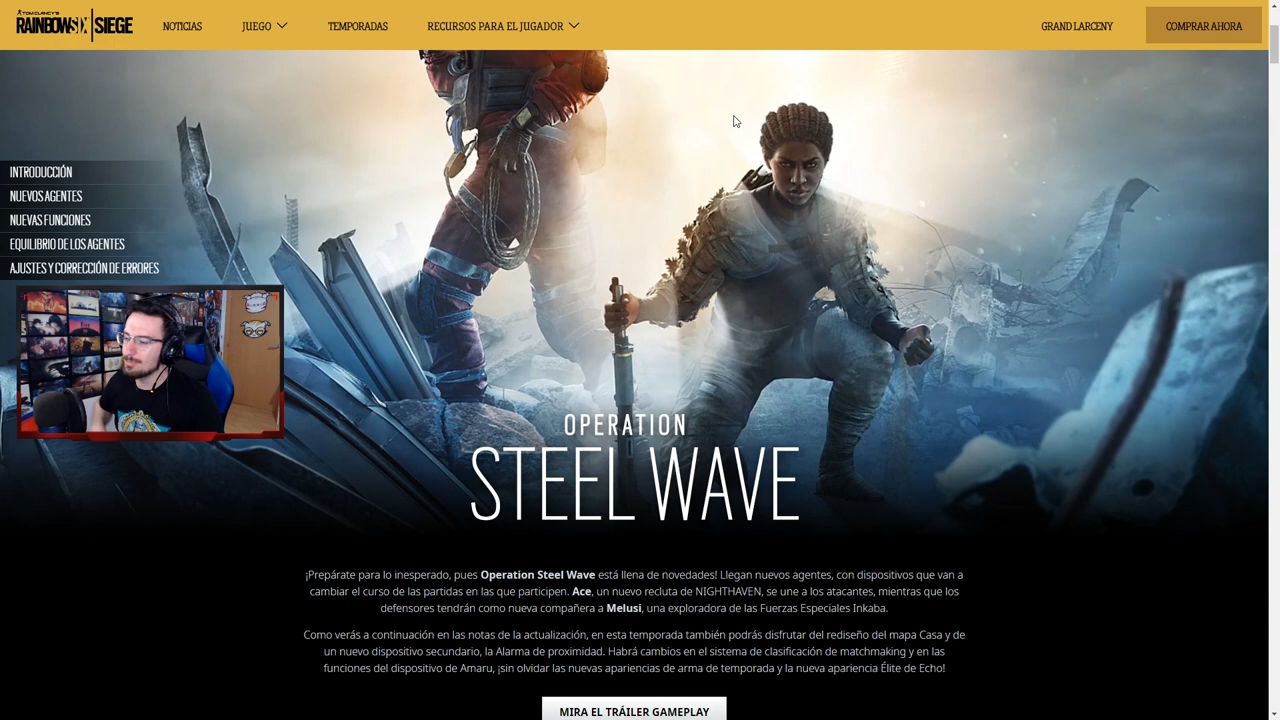 TOM CLANCY'S
RAINBOWSIX | SIEGE
NOTICIAS
JUEGO
TEMPORADAS
RECURSOS PARA EL JUGADOR
GRAND LARCENY
COMPRAR AHORA
INTRODUCCIÓN
NUEVOS AGENTES
NUEVAS FUNCIONES
EQUILIBRIO DE LOS AGENTES
AJUSTES Y CORRECCIÓN DE ERRORES
OPERATION
STEEL WAVE
¡Prepárate para lo inesperado, pues Operation Steel Wave está llena de novedades! Llegan nuevos agentes, con dispositivos que van a
cambiar el curso de las partidas en las que participen. Ace, un nuevo recluta de NIGHTHAVEN, se une a los atacantes, mientras que los
defensores tendrán como nueva compañera a Melusi, una exploradora de las Fuerzas Especiales Inkaba.
Como verás a continuación en las notas de la actualización, en esta temporada también podrás disfrutar del rediseño del mapa Casa y de
un nuevo dispositivo secundario, la Alarma de proximidad. Habrá cambios en el sistema de clasificación de matchmaking y en las
funciones del dispositivo de Amaru, ¡sin olvidar las nuevas apariencias de arma de temporada y la nueva apariencia Élite de Echo!
MIRA EL TRÁILER GAMEPLAY